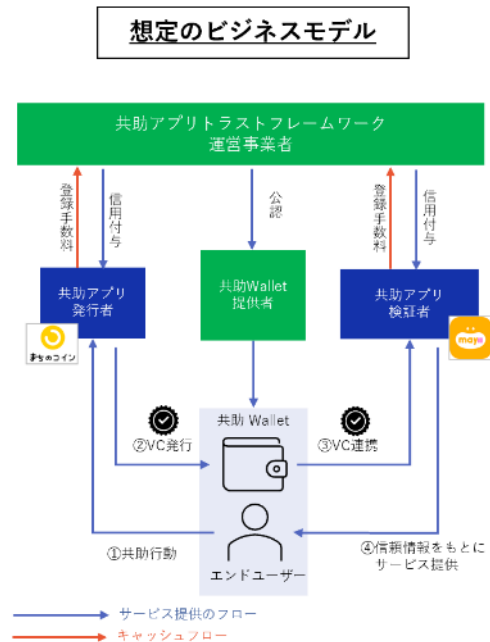 想定のビジネスモデル
共助アプリトラストフレームワーク
運営事業者
登録手数料
信用付与
公認
登録手数料
信用付与
共助アプリ
発行者
共助Wallet
提供者
共助アプリ
検証者
まちのコイン
may
共助 Wallet
②VC発行
③VC連携
①共助行動
④信頼情報をもとに
サービス提供
エンドユーザー
サービス提供のフロー
キャッシュフロー